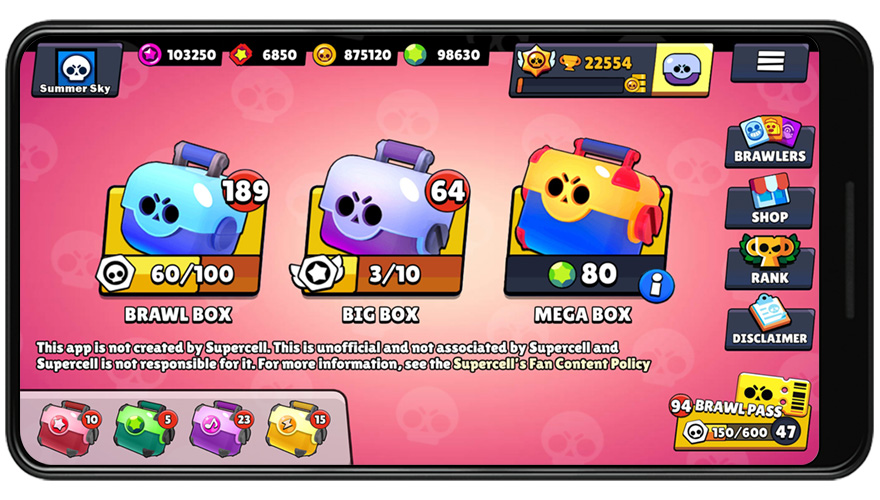 103250 6850 875120 98630 22554
Summer Sky
189 64
BRAWLERS
60/100 3/10 80 i
SHOP
BRAWL BOX BIG BOX MEGA BOX
RANK
This app is not created by Supercell. This is unofficial and not associated by Supercell and
Supercell is not responsible for it. For more information, see the Supercell's Fan Content Policy
DISCLAIMER
10 5 23 15
94 BRAWL PASS
150/600 47